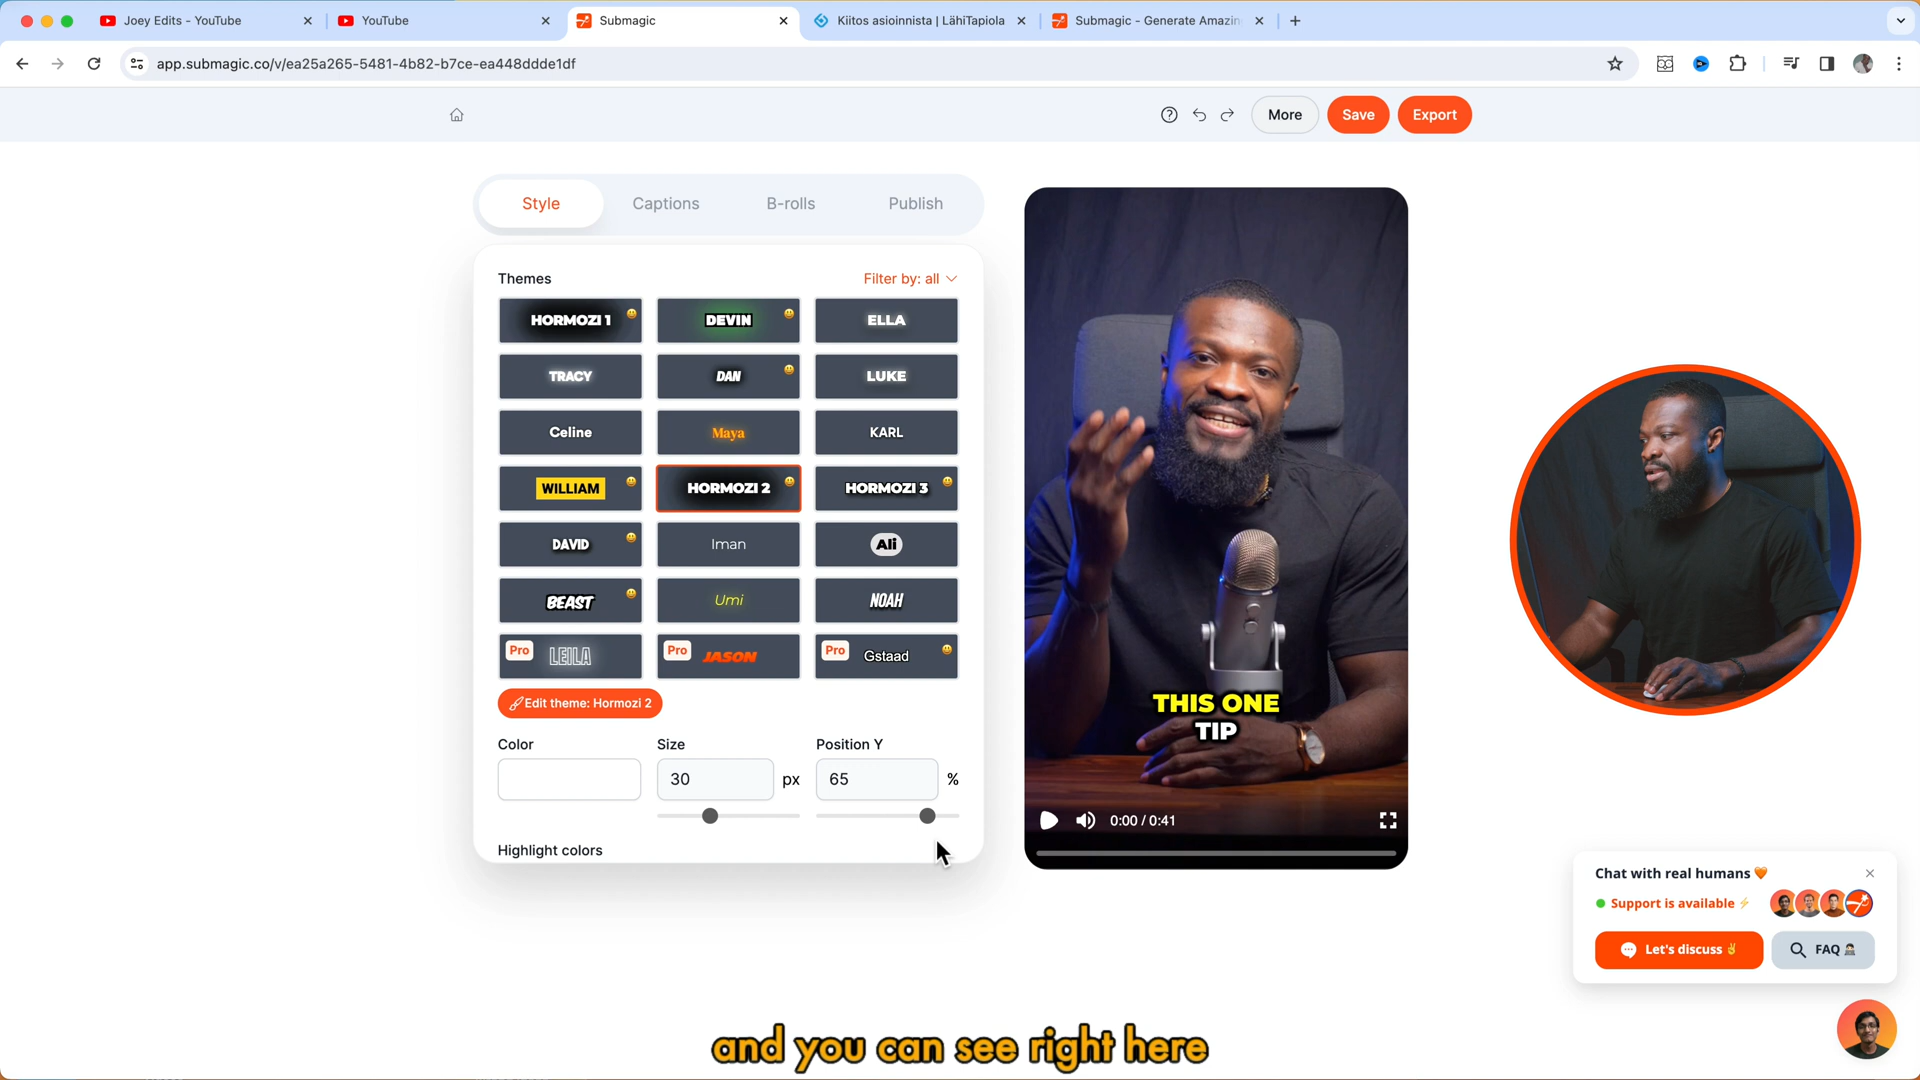 Joey Edits - YouTube
YouTube
Submagic
Kiitos asioinnista | LähiTapiola
Submagic - Generate Amazin
app.submagic.co/v/ea25a265-5481-4b82-b7ce-ea448ddde1df
More
Save
Export
Style
Captions
B-rolls
Publish
Themes
Filter by: all
HORMOZI 1
DEVIN
ELLA
TRACY
DAN
LUKE
Celine
Maya
KARL
WILLIAM
HORMOZI 2
HORMOZI 3
DAVID
Iman
Ali
BEAST
Umi
NOAH
Pro LEILA
Pro JASON
Pro Gstaad
Edit theme: Hormozi 2
Color
Size
Position Y
30 px
65 %
Highlight colors
THIS ONE
TIP
0:00 / 0:41
Chat with real humans 🧡
Support is available ⚡
Let's discuss ✌
FAQ
and you can see right here